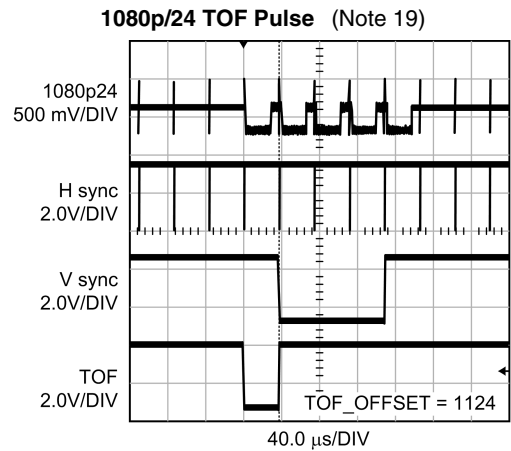 1080p/24 TOF Pulse (Note 19)
1080p24
500 mV/DIV
H sync
2.0V/DIV
V sync
2.0V/DIV
TOF
2.0V/DIV
TOF_OFFSET = 1124
40.0 µs/DIV